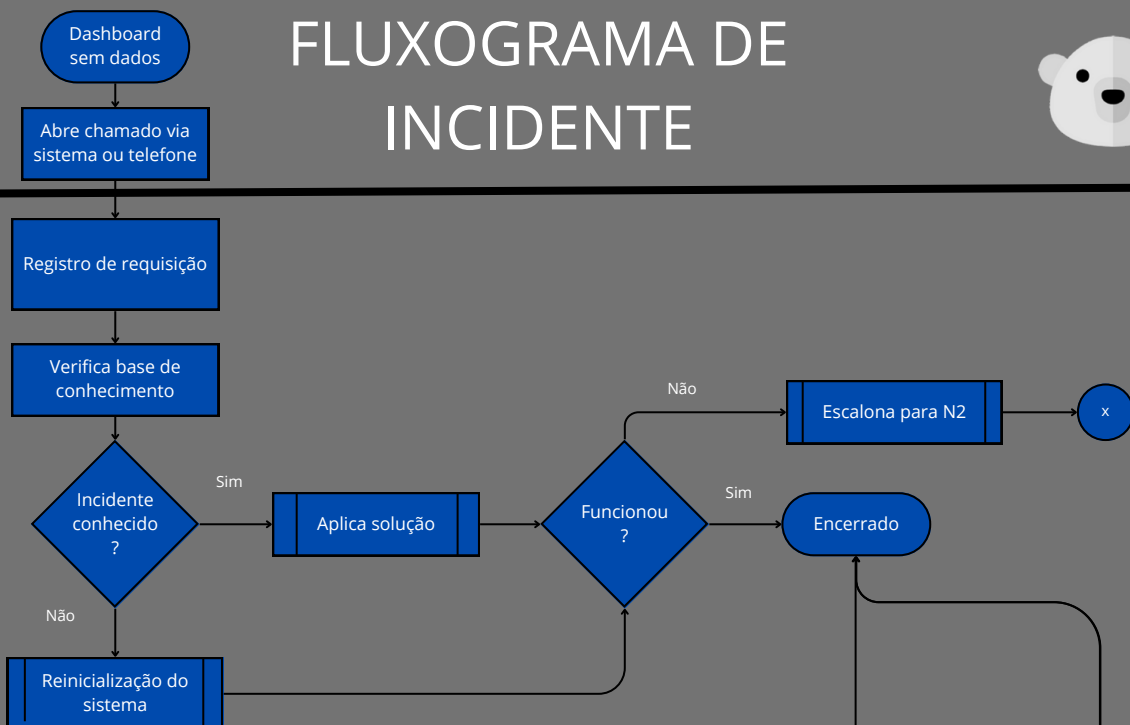 FLUXOGRAMA DE
INCIDENTE
Dashboard
sem dados
Abre chamado via
sistema ou telefone
Registro de requisição
Verifica base de
conhecimento
Incidente
conhecido
?
Sim
Aplica solução
Funcionou
?
Não
Escalona para N2
x
Sim
Encerrado
Não
Reinicialização do
sistema